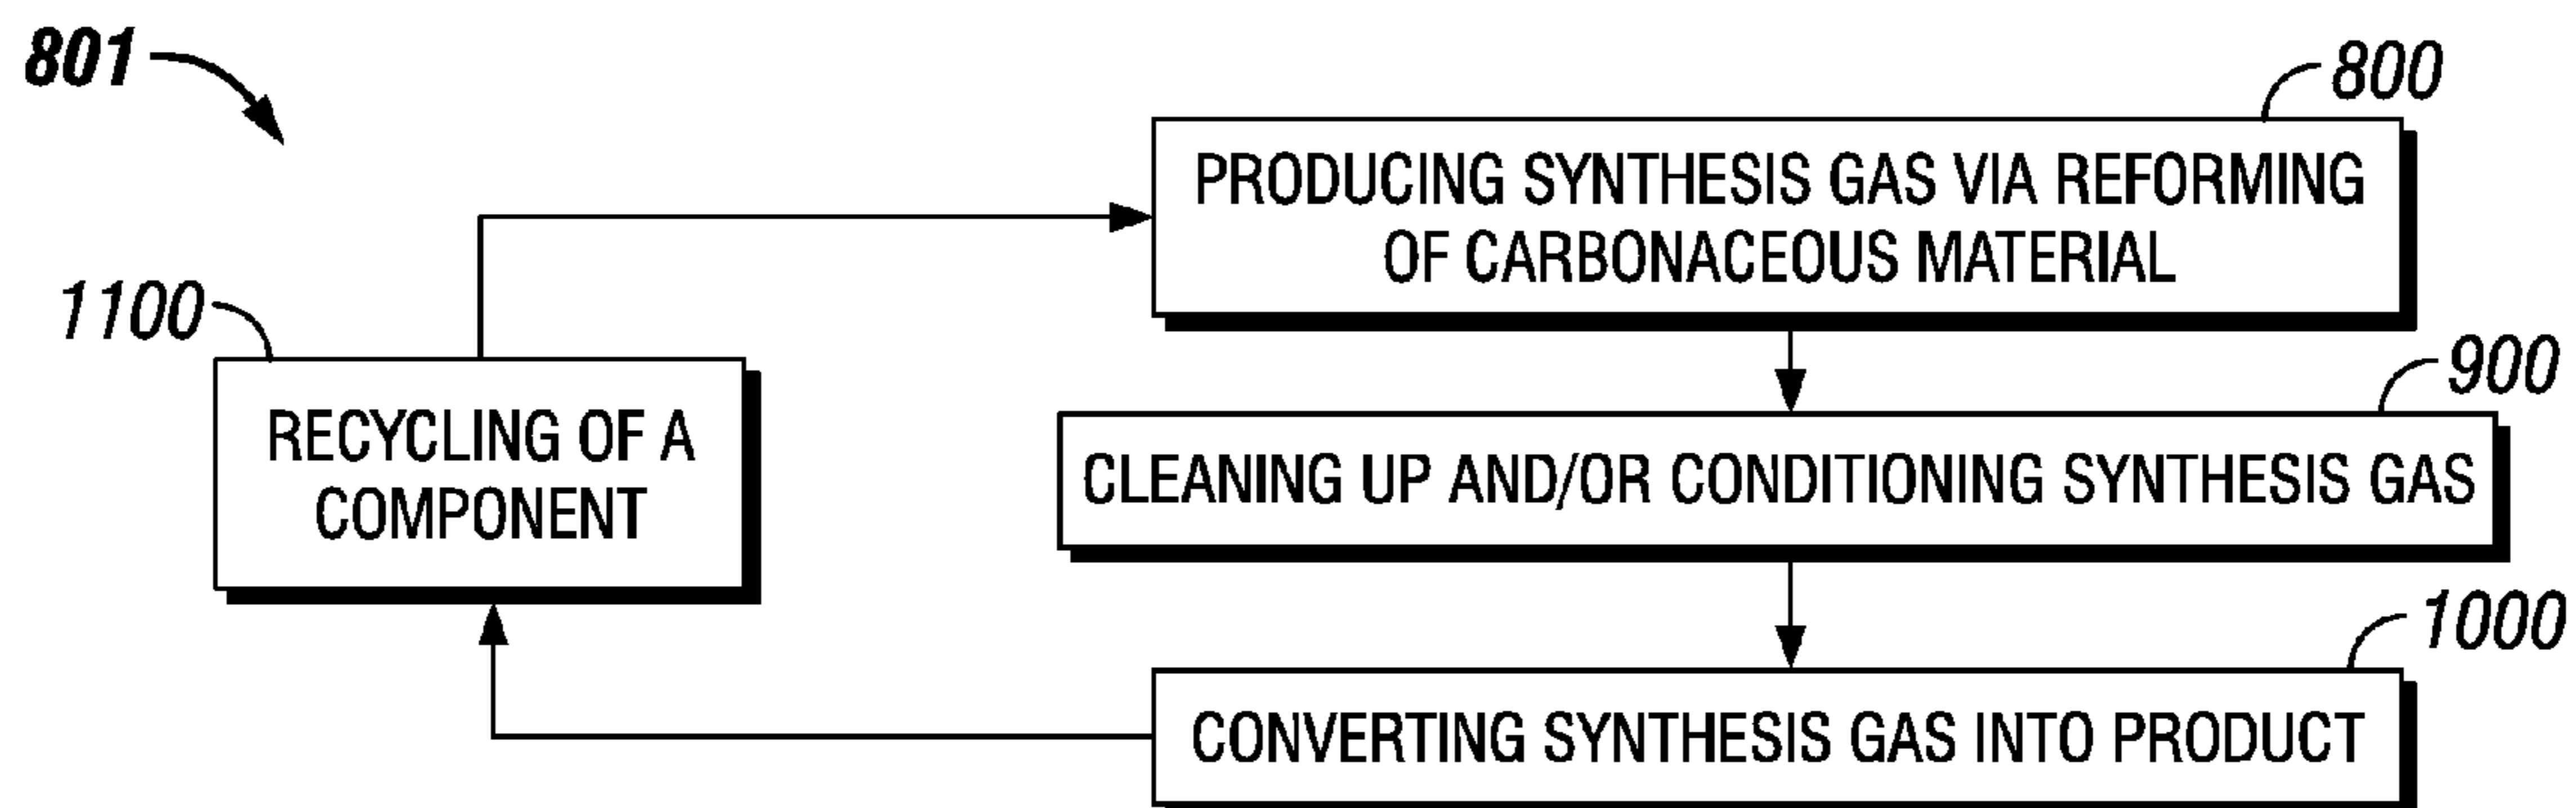 801
800
PRODUCING SYNTHESIS GAS VIA REFORMING
OF CARBONACEOUS MATERIAL
1100
RECYCLING OF A
COMPONENT
900
CLEANING UP AND/OR CONDITIONING SYNTHESIS GAS
1000
CONVERTING SYNTHESIS GAS INTO PRODUCT